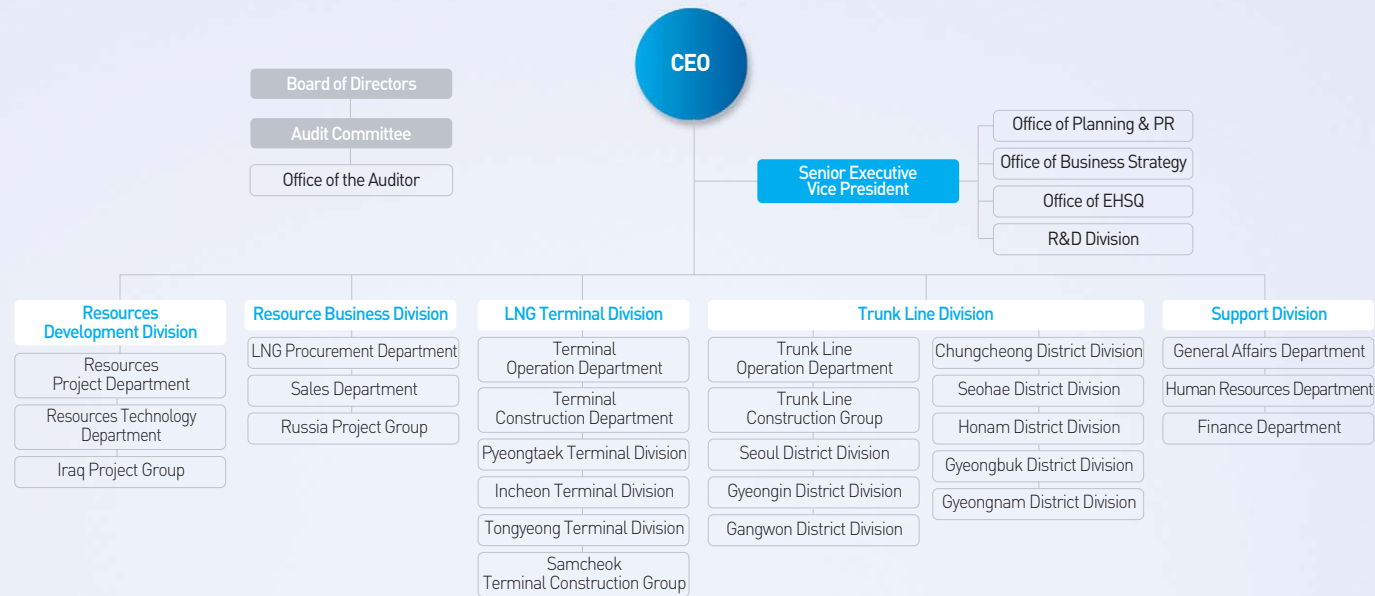 CEO
Board of Directors
Audit Committee
Office of the Auditor
Senior Executive
Vice President
Office of Planning & PR
Office of Business Strategy
Office of EHSQ
R&D Division
Resources
Development Division
Resources
Project Department
Resources Technology
Department
Iraq Project Group
Resource Business Division
LNG Procurement Department
Sales Department
Russia Project Group
LNG Terminal Division
Terminal
Operation Department
Terminal
Construction Department
Pyeongtaek Terminal Division
Incheon Terminal Division
Tongyeong Terminal Division
Samcheok
Terminal Construction Group
Trunk Line Division
Trunk Line
Operation Department
Trunk Line
Construction Group
Seoul District Division
Gyeongin District Division
Gangwon District Division
Chungcheong District Division
Seohae District Division
Honam District Division
Gyeongbuk District Division
Gyeongnam District Division
Support Division
General Affairs Department
Human Resources Department
Finance Department